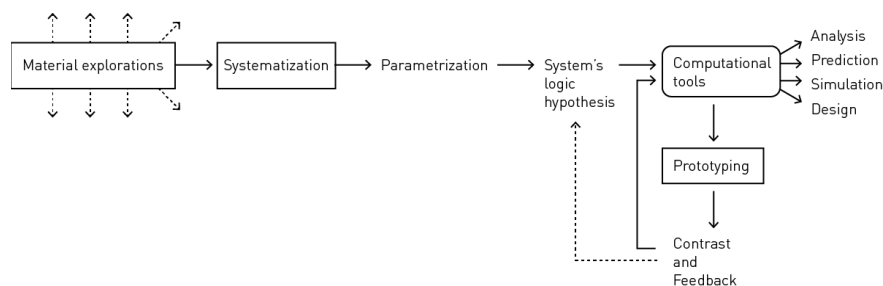 Material explorations
Systematization
Parametrization
System's
logic
hypothesis
Computational
tools
Analysis
Prediction
Simulation
Design
Prototyping
Contrast
and
Feedback